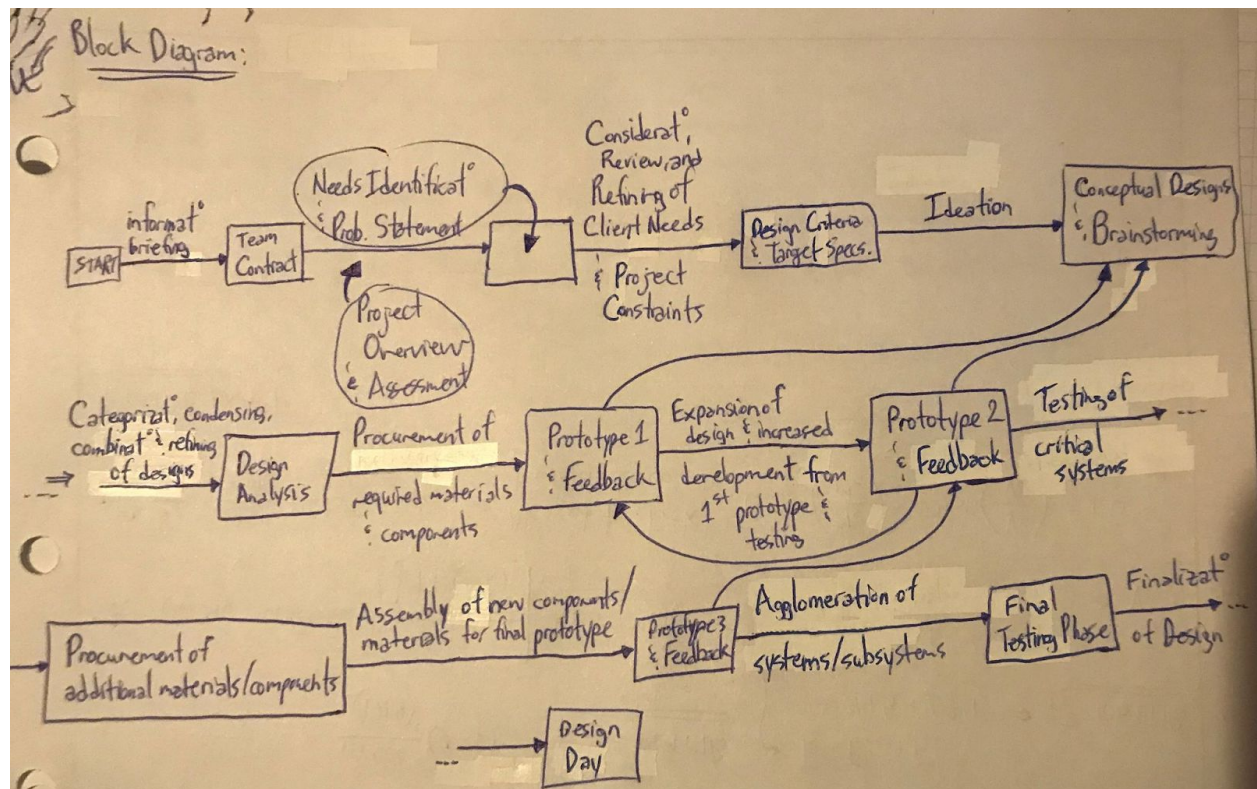 Block Diagram:
START
informat°
briefing
Team
Contract
Needs Identificat°
& Prob. Statement
Project
Overview
& Assessment
Considerat°,
Review, and
Refining of
Client Needs
& Project
Constraints
Design Criteria
& Target Specs.
Ideation
Conceptual Designs
& Brainstorming
Categorizat°, condensing,
combinat° & refining
of designs
--- ⇒
Design
Analysis
Procurement of
required materials
& components
Prototype 1
& Feedback
Expansion of
design & increased
development from
1st prototype &
testing
Prototype 2
& Feedback
Testing of
critical
systems
----
Procurement of
additional materials/components
Assembly of new components/
materials for final prototype
Prototype 3
& Feedback
Agglomeration of
systems/subsystems
Final
Testing Phase
Finalizat°
of Design
---
---
Design
Day